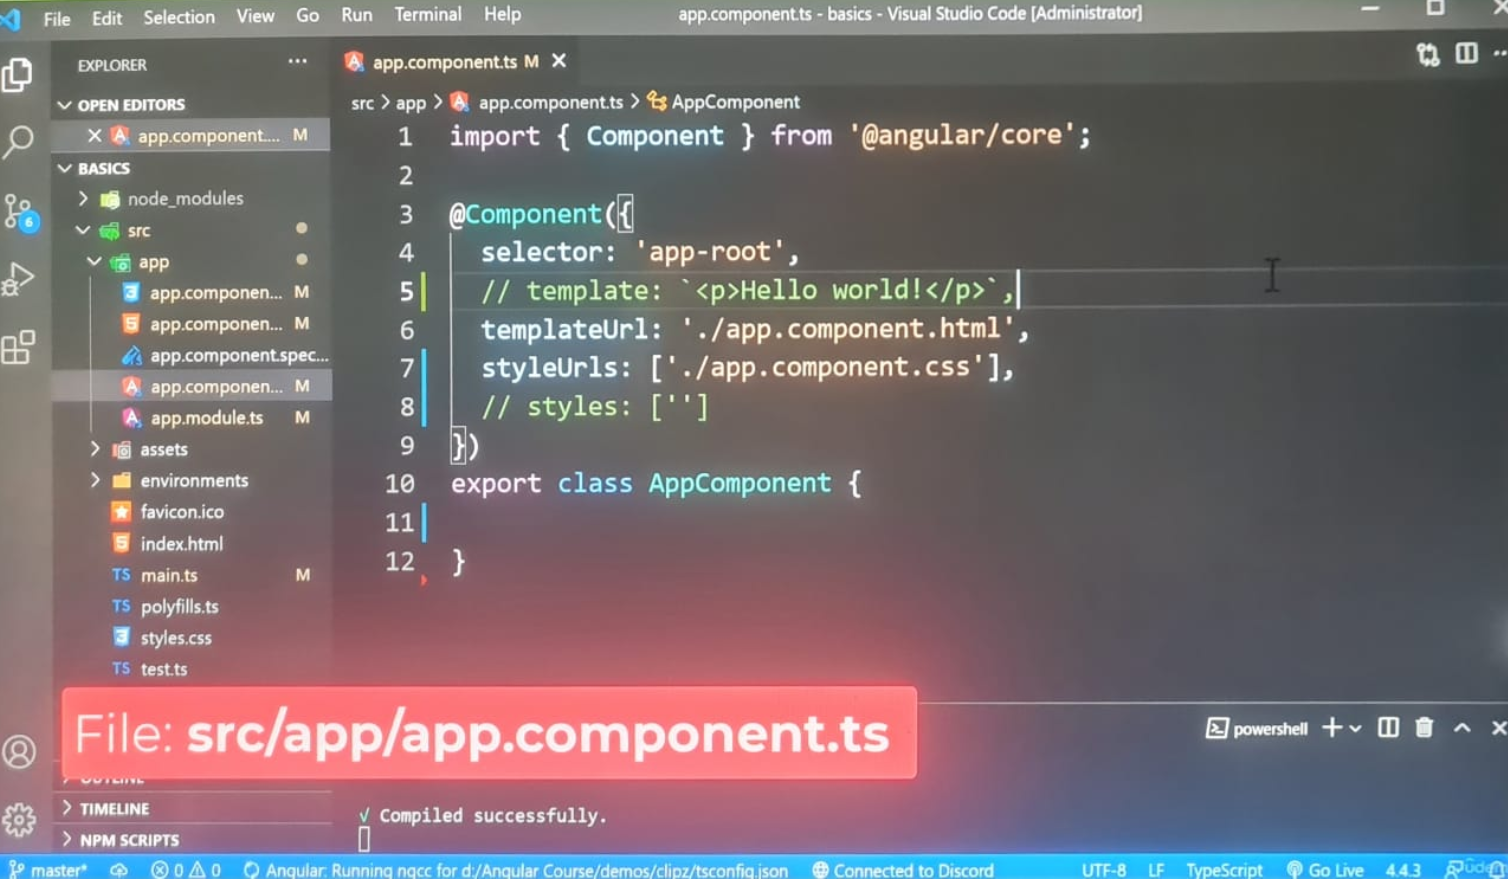 File Edit Selection View Go Run Terminal Help app.component.ts - basics - Visual Studio Code [Administrator]
EXPLORER ...
app.component.ts M
OPEN EDITORS
app.component.... M
BASICS
node_modules
src
app
app.componen... M
app.componen... M
app.component.spec...
app.componen... M
app.module.ts M
assets
environments
favicon.ico
index.html
TS main.ts M
TS polyfills.ts
styles.css
TS test.ts
OUTLINE
TIMELINE
NPM SCRIPTS
6
src > app > app.component.ts > AppComponent
1 import { Component } from '@angular/core';
2
3 @Component({
4 selector: 'app-root',
5 // template: `<p>Hello world!</p>`,
6 templateUrl: './app.component.html',
7 styleUrls: ['./app.component.css'],
8 // styles: ['']
9 })
10 export class AppComponent {
11
12 }
File: src/app/app.component.ts
powershell
√ Compiled successfully.
master* 0 0 Angular: Running ngcc for d:/Angular Course/demos/clipz/tsconfig.json Connected to Discord UTF-8 LF TypeScript Go Live 4.4.3